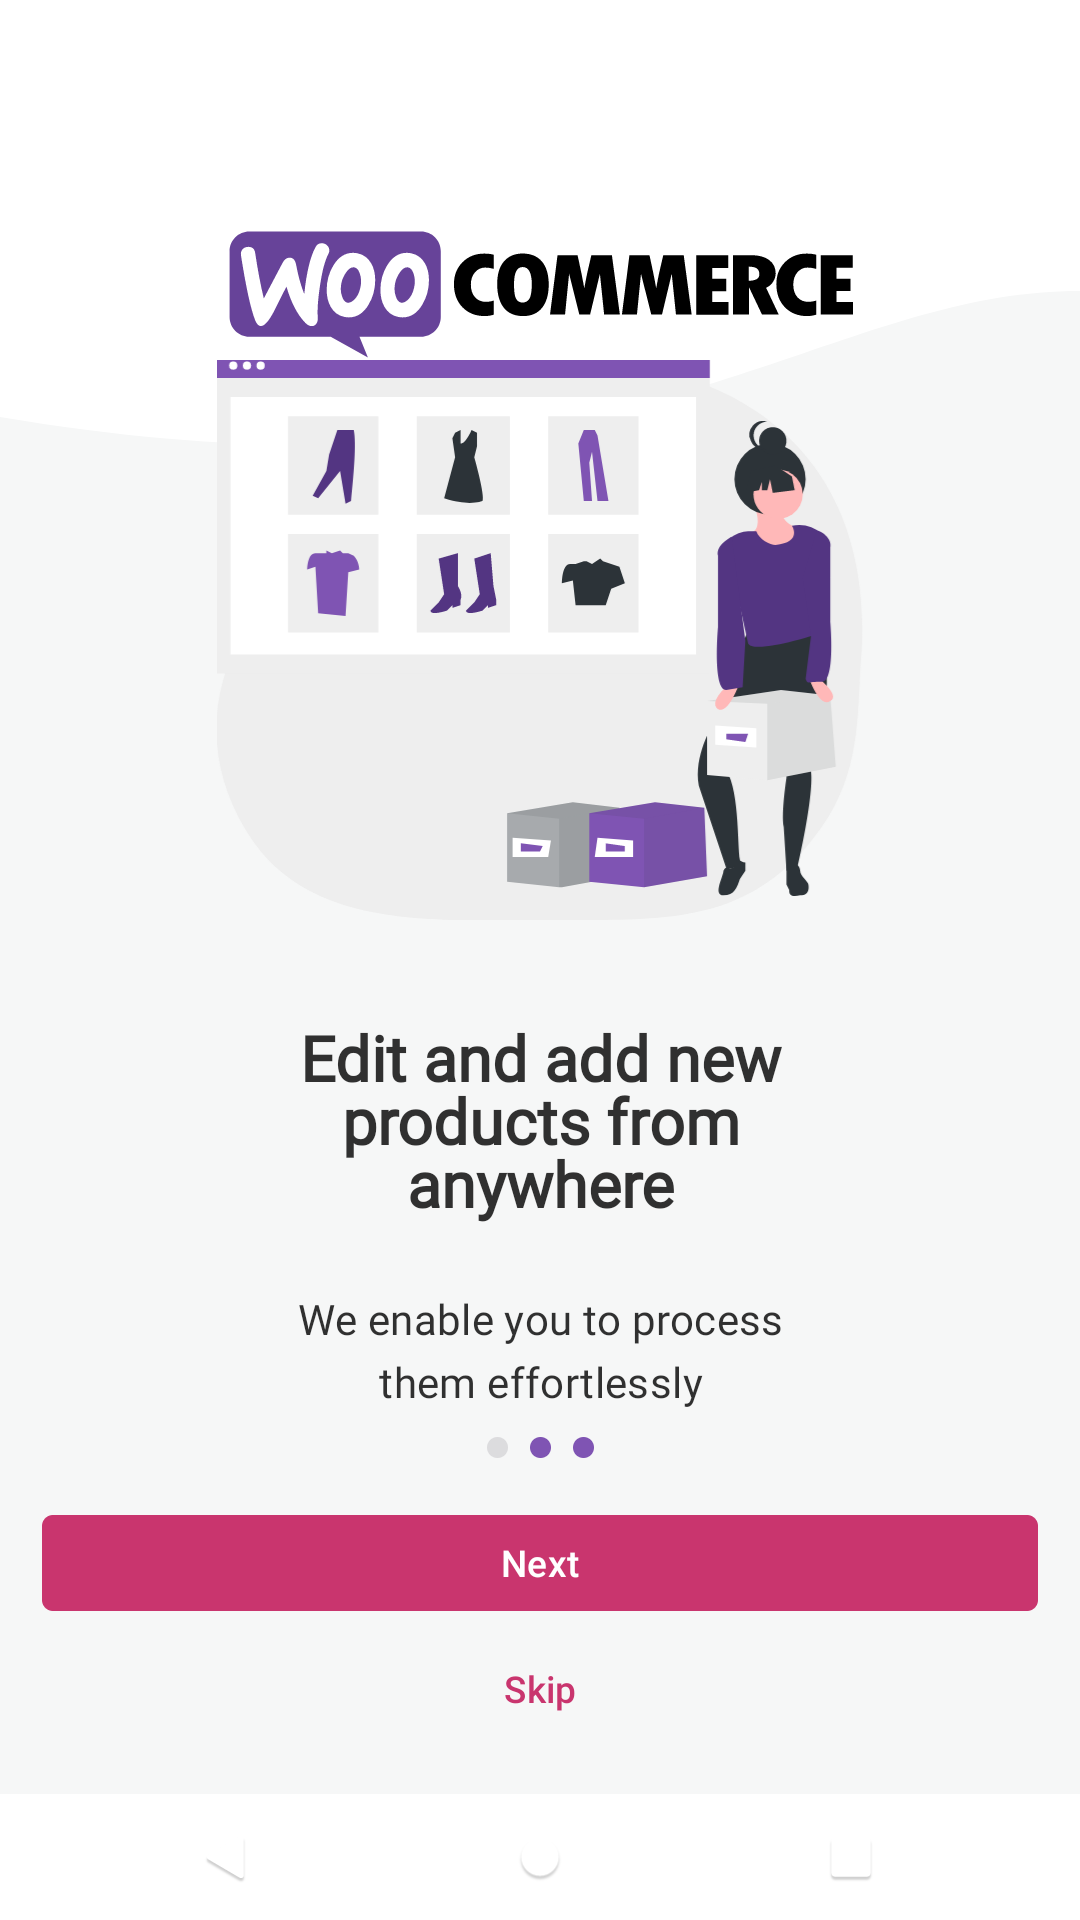 Woo COMMERCE
Edit and add new
products from
anywhere
We enable you to process
them effortlessly
Next
Skip